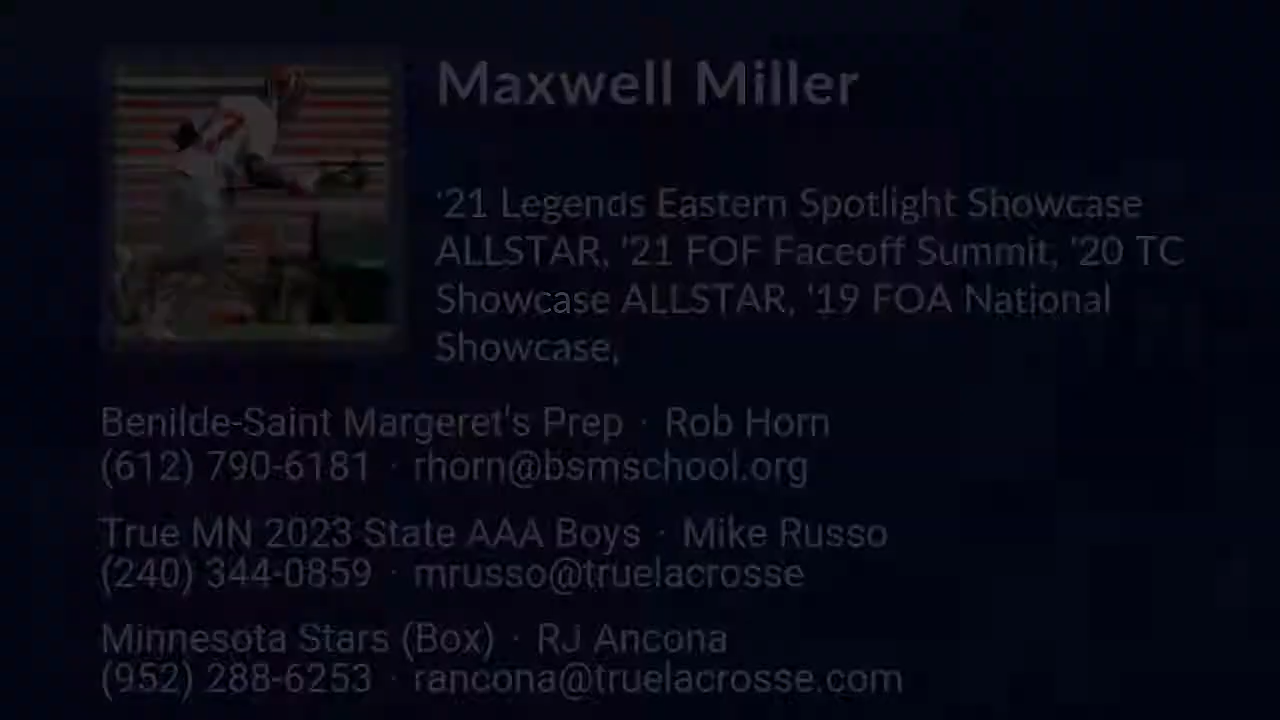 Maxwell Miller
'21 Legends Eastern Spotlight Showcase
ALLSTAR, '21 FOF Faceoff Summit, '20 TC
Showcase ALLSTAR, '19 FOA National
Showcase,
Benilde-Saint Margeret's Prep · Rob Horn
(612) 790-6181 · rhorn@bsmschool.org
True MN 2023 State AAA Boys · Mike Russo
(240) 344-0859 · mrusso@truelacrosse
Minnesota Stars (Box) · RJ Ancona
(952) 288-6253 · rancona@truelacrosse.com